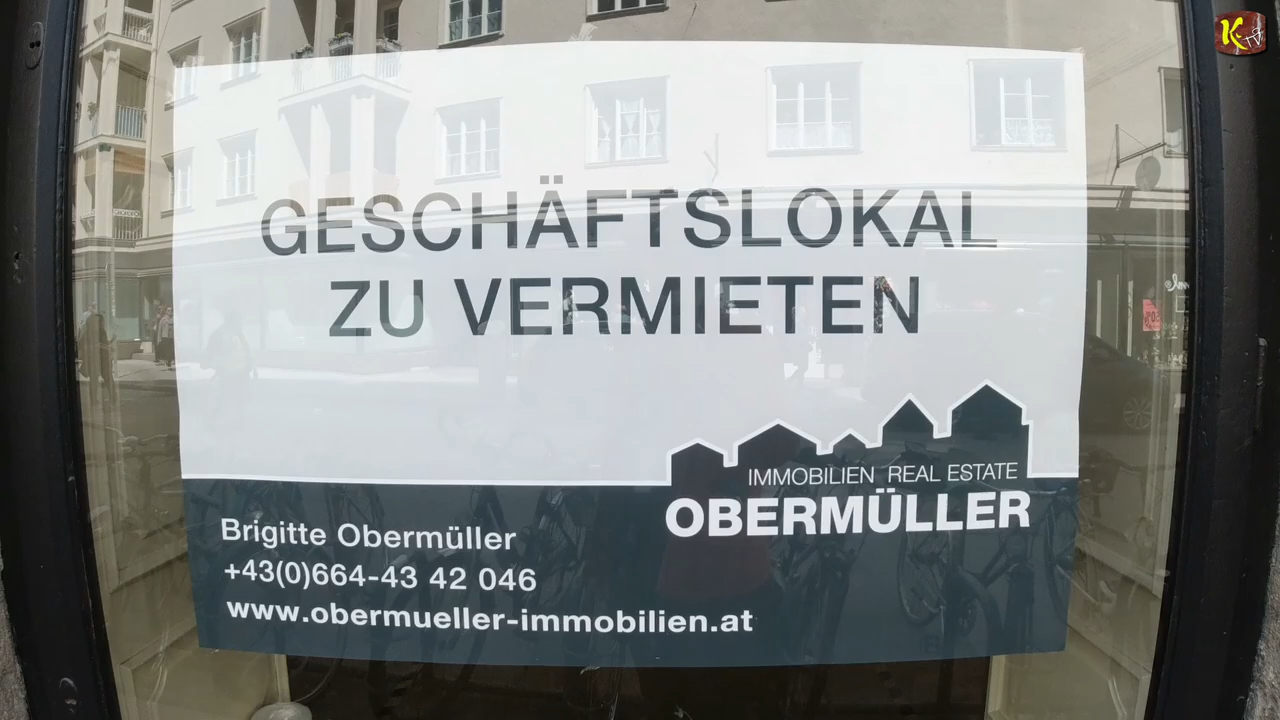 GESCHÄFTSLOKAL
ZU VERMIETEN
IMMOBILIEN REAL ESTATE
OBERMÜLLER
Brigitte Obermüller
+43(0)664-43 42 046
www.obermueller-immobilien.at
K-TV